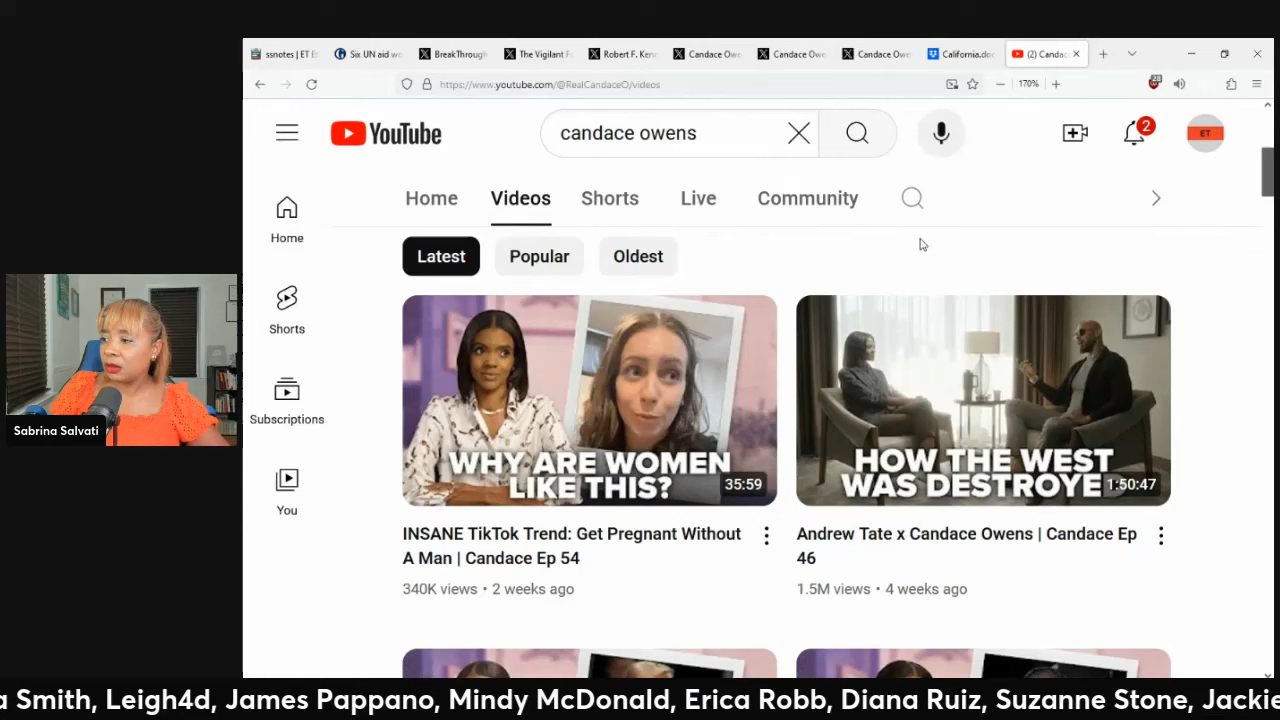 ssnotes | ET E
Six UN aid wo
BreakThrough
The Vigilant F
Robert F. Kenn
Candace Owe
Candace Owe
Candace Owe
California.doc
(2) Candac
https://www.youtube.com/@RealCandaceO/videos
170%
YouTube
candace owens
2
ET
Home
Videos
Shorts
Live
Community
Latest
Popular
Oldest
Home
Shorts
Subscriptions
You
WHY ARE WOMEN
LIKE THIS?
35:59
HOW THE WEST
WAS DESTROYE
1:50:47
INSANE TikTok Trend: Get Pregnant Without
A Man | Candace Ep 54
340K views • 2 weeks ago
Andrew Tate x Candace Owens | Candace Ep
46
1.5M views • 4 weeks ago
Sabrina Salvati
a Smith, Leigh4d, James Pappano, Mindy McDonald, Erica Robb, Diana Ruiz, Suzanne Stone, Jackie